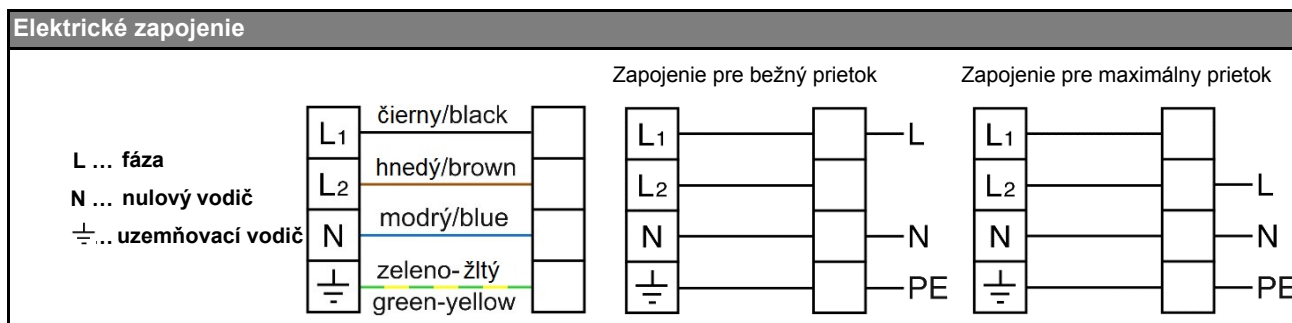 Elektrické zapojenie
Zapojenie pre bežný prietok
Zapojenie pre maximálny prietok
L ... fáza
N ... nulový vodič
⏚... uzemňovací vodič
L1 čierny/black
L2 hnedý/brown
N modrý/blue
⏚ zeleno-žltý
green-yellow
L1 L
L2
N N
⏚ PE
L1
L2 L
N N
⏚ PE